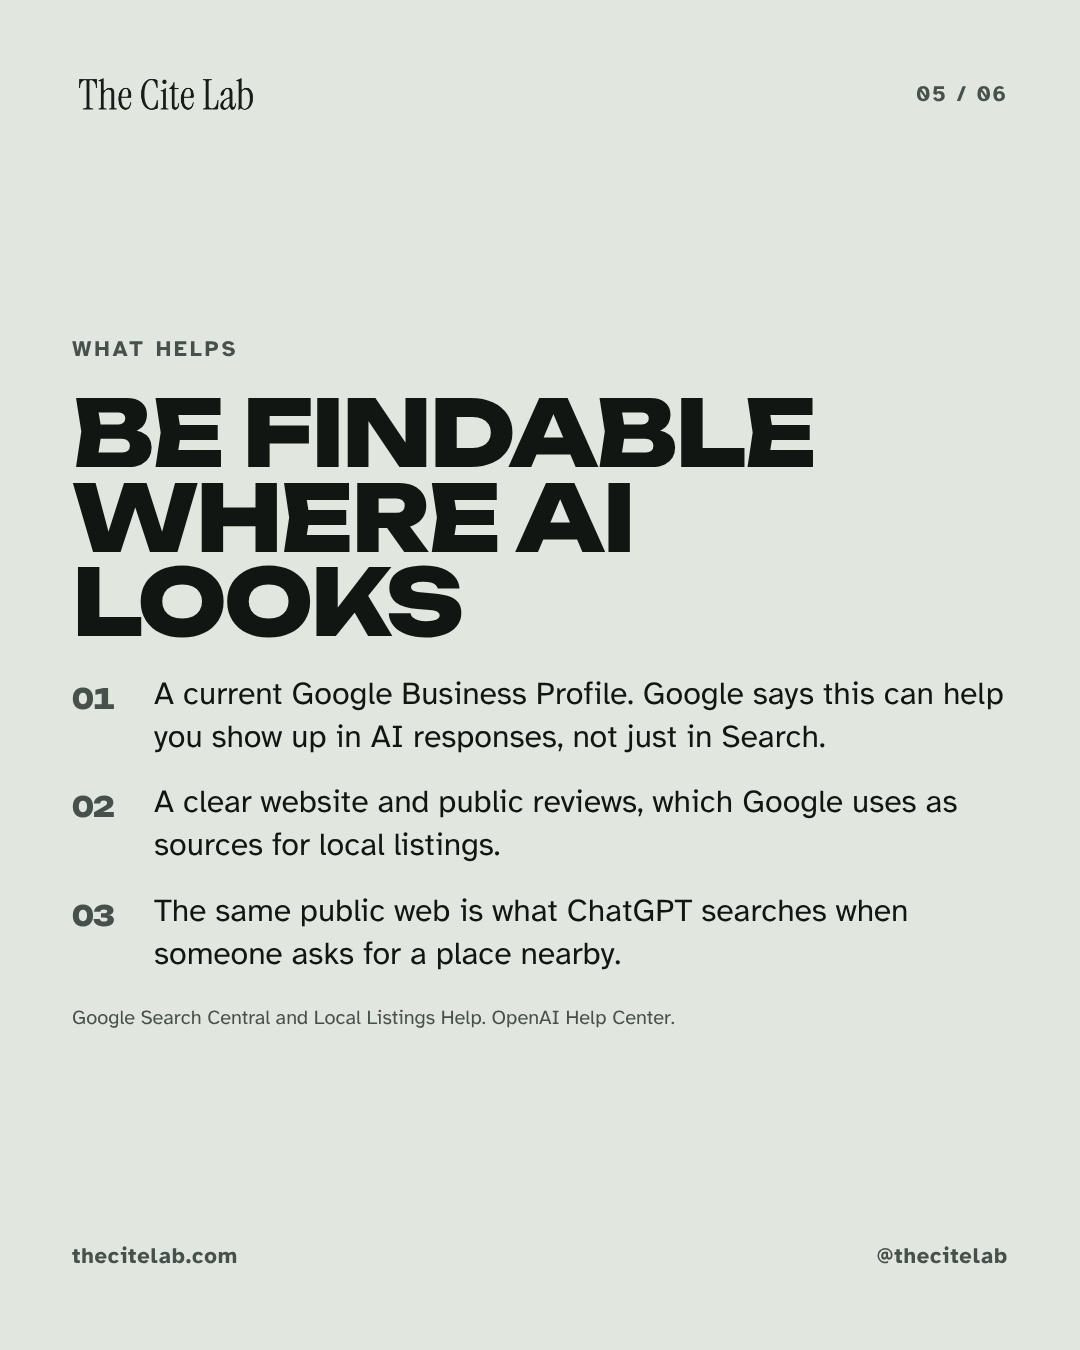 The Cite Lab
05 / 06
WHAT HELPS
BE FINDABLE
WHERE AI
LOOKS
01 A current Google Business Profile. Google says this can help
you show up in AI responses, not just in Search.
02 A clear website and public reviews, which Google uses as
sources for local listings.
03 The same public web is what ChatGPT searches when
someone asks for a place nearby.
Google Search Central and Local Listings Help. OpenAI Help Center.
thecitelab.com
@thecitelab